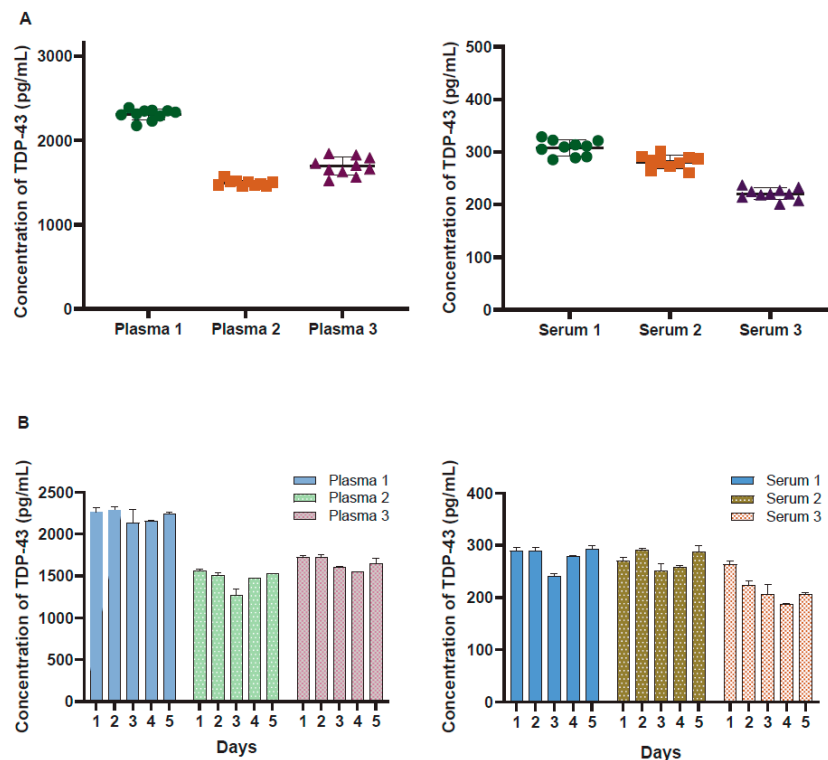 A
Concentration of TDP-43 (pg/mL)
3000
2000
1000
0
Plasma 1 Plasma 2 Plasma 3
Concentration of TDP-43 (pg/mL)
500
400
300
200
100
0
Serum 1 Serum 2 Serum 3
B
Concentration of TDP-43 (pg/mL)
2500
2000
1500
1000
500
0
Plasma 1
Plasma 2
Plasma 3
1 2 3 4 5 1 2 3 4 5 1 2 3 4 5
Days
Concentration of TDP-43 (pg/mL)
400
300
200
100
0
Serum 1
Serum 2
Serum 3
1 2 3 4 5 1 2 3 4 5 1 2 3 4 5
Days